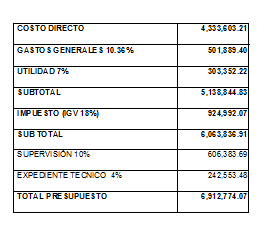 COSTO DIRECTO 4,333,603.21
GASTOS GENERALES 10.36% 501,889.40
UTILIDAD 7% 303,352.22
SUBTOTAL 5,138,844.83
IMPUESTO (IGV 18%) 924,992.07
SUB TOTAL 6,063,836.91
SUPERVISIÓN 10% 606,383.69
EXPEDIENTE TECNICO 4% 242,553.48
TOTAL PRESUPUESTO 6,912,774.07